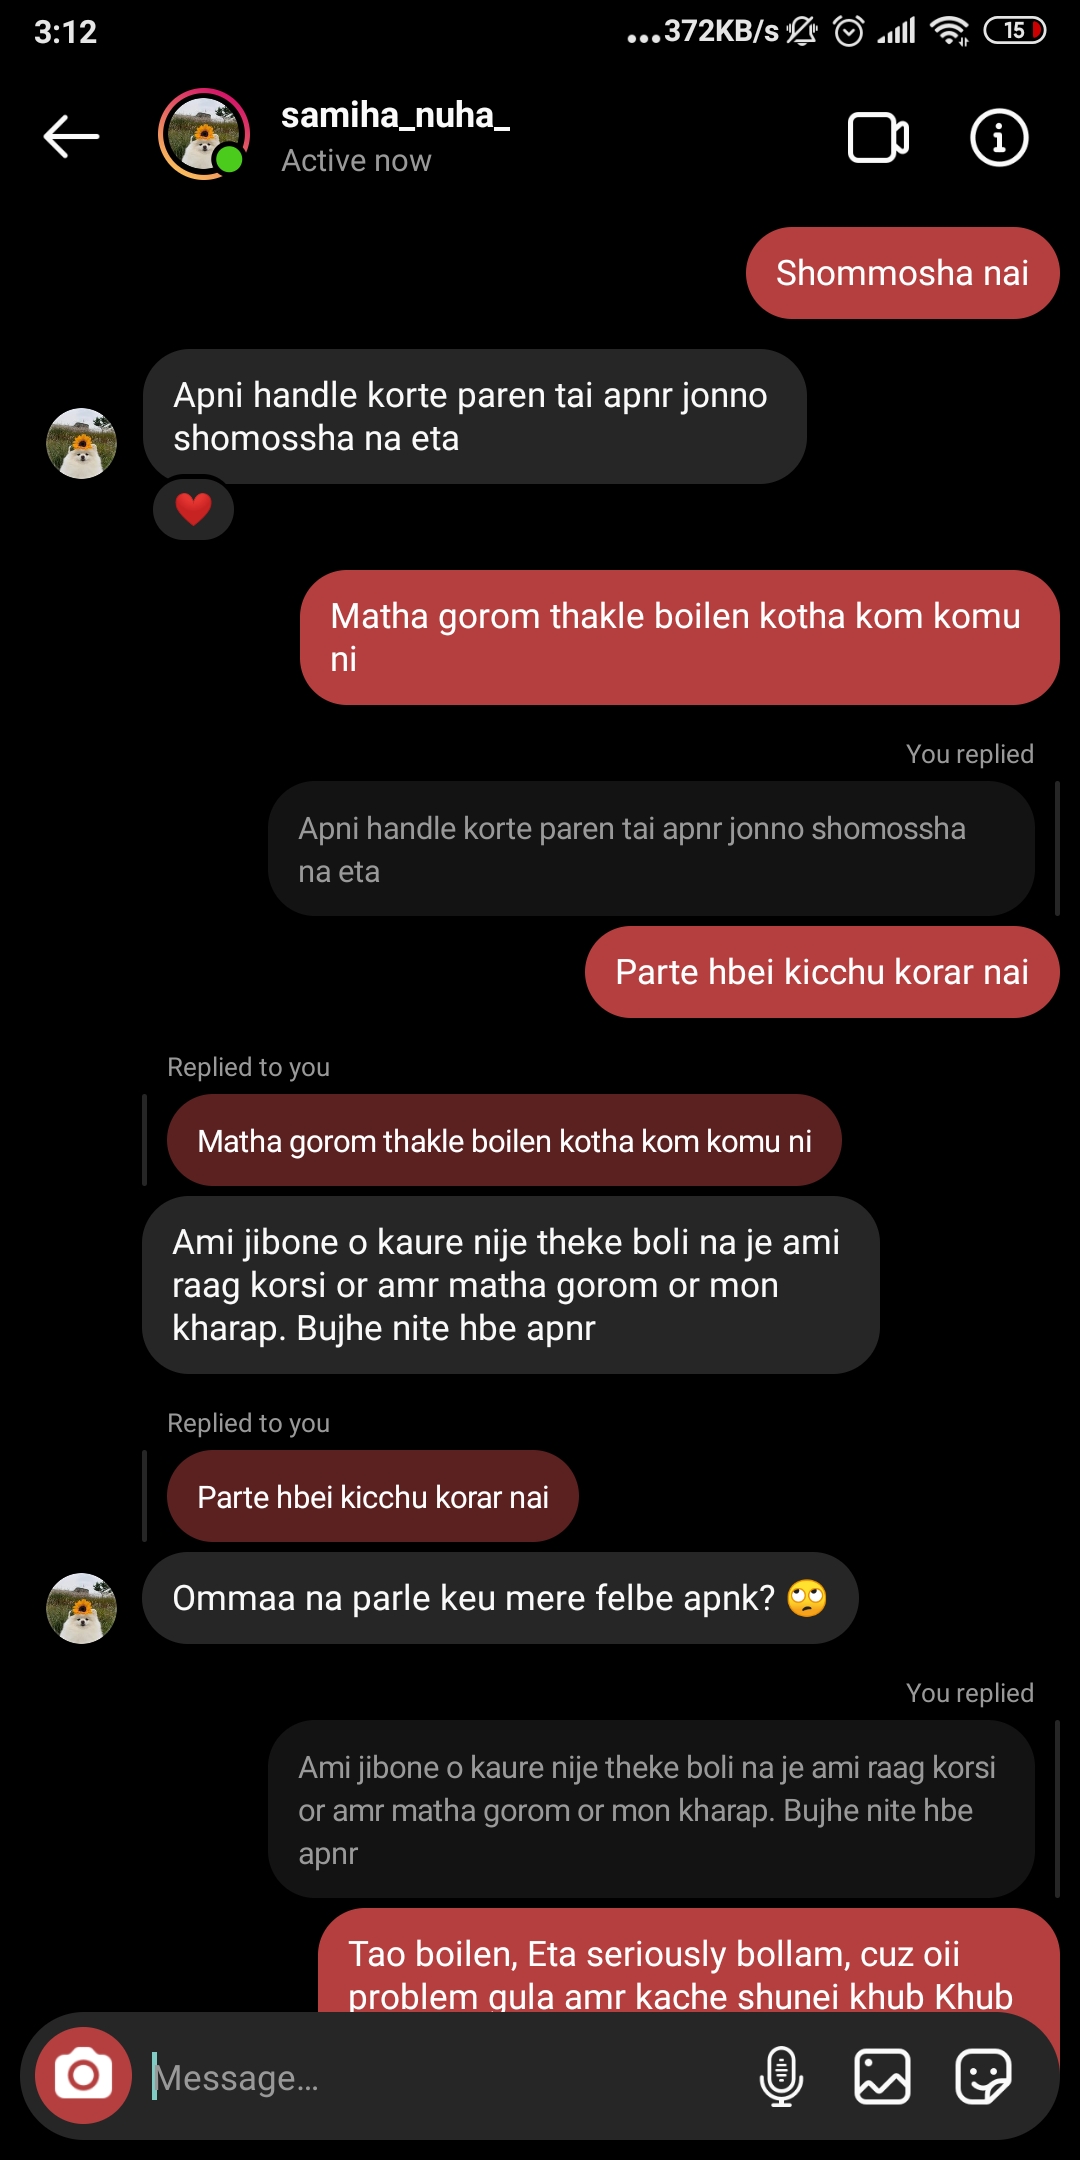 3:12
...372KB/s
15
samiha_nuha_
Active now
Shommosha nai
Apni handle korte paren tai apnr jonno
shomossha na eta
Matha gorom thakle boilen kotha kom komu
ni
You replied
Apni handle korte paren tai apnr jonno shomossha
na eta
Parte hbei kicchu korar nai
Replied to you
Matha gorom thakle boilen kotha kom komu ni
Ami jibone o kaure nije theke boli na je ami
raag korsi or amr matha gorom or mon
kharap. Bujhe nite hbe apnr
Replied to you
Parte hbei kicchu korar nai
Ommaa na parle keu mere felbe apnk? 🙄
You replied
Ami jibone o kaure nije theke boli na je ami raag korsi
or amr matha gorom or mon kharap. Bujhe nite hbe
apnr
Tao boilen, Eta seriously bollam, cuz oii
problem gula amr kache shunei khub Khub
Message...